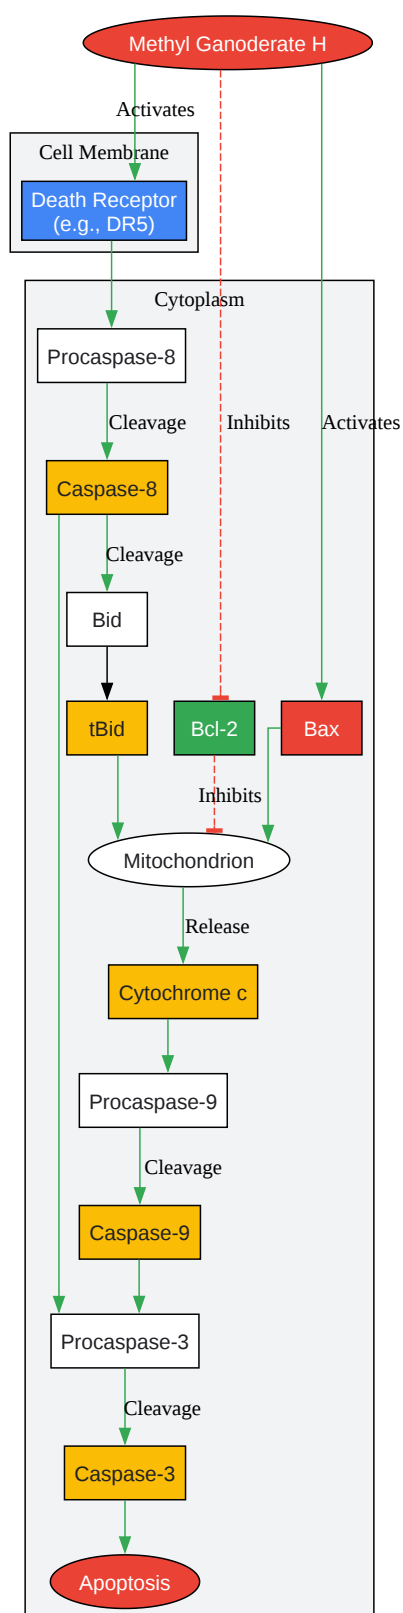 Methyl Ganoderate H
Activates
Cell Membrane
Death Receptor
(e.g., DR5)
Cytoplasm
Procaspase-8
Cleavage
Inhibits
Activates
Caspase-8
Cleavage
Bid
tBid
Bcl-2
Bax
Inhibits
Mitochondrion
Release
Cytochrome c
Procaspase-9
Cleavage
Caspase-9
Procaspase-3
Cleavage
Caspase-3
Apoptosis